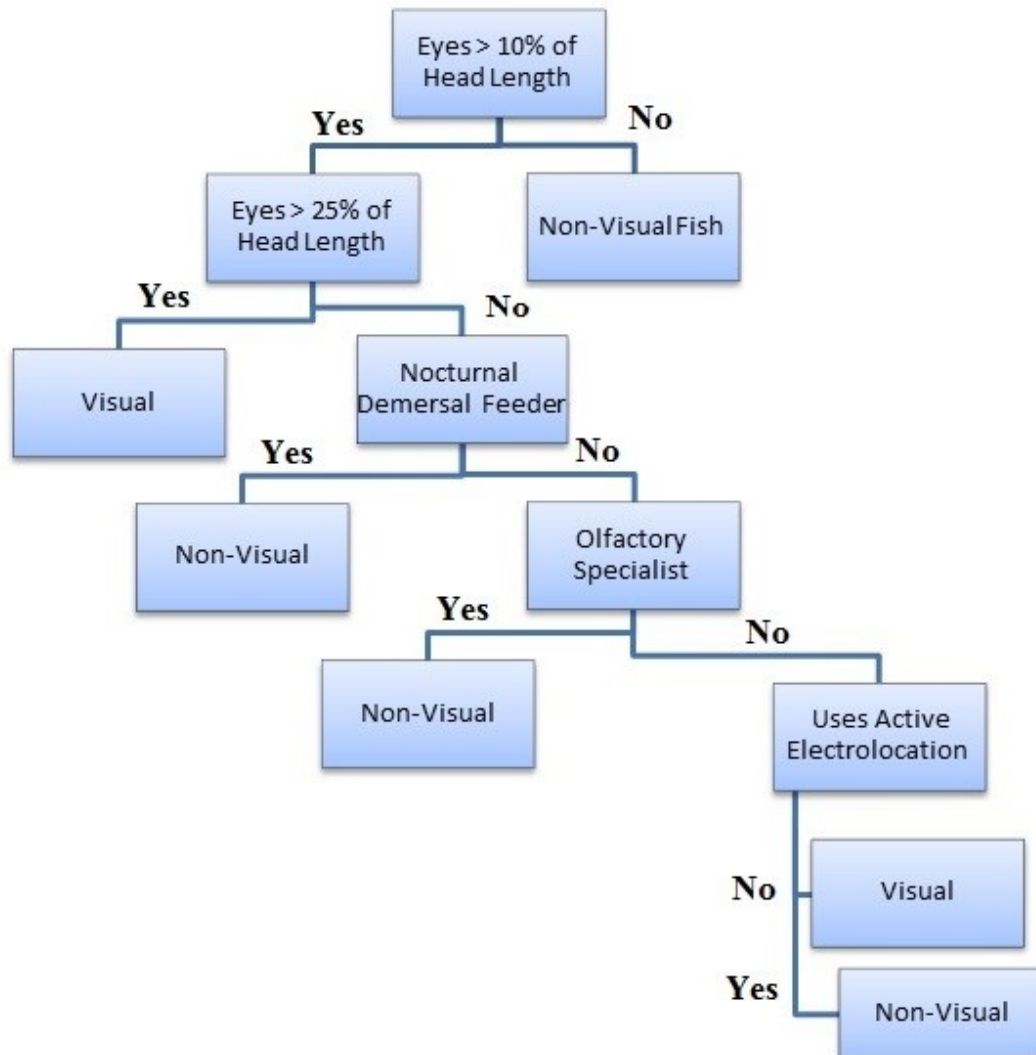 Eyes > 10% of
Head Length
Yes
No
Eyes > 25% of
Head Length
Non-Visual Fish
Yes
No
Visual
Nocturnal
Demersal Feeder
Yes
No
Non-Visual
Olfactory
Specialist
Yes
No
Non-Visual
Uses Active
Electrolocation
No
Visual
Yes
Non-Visual